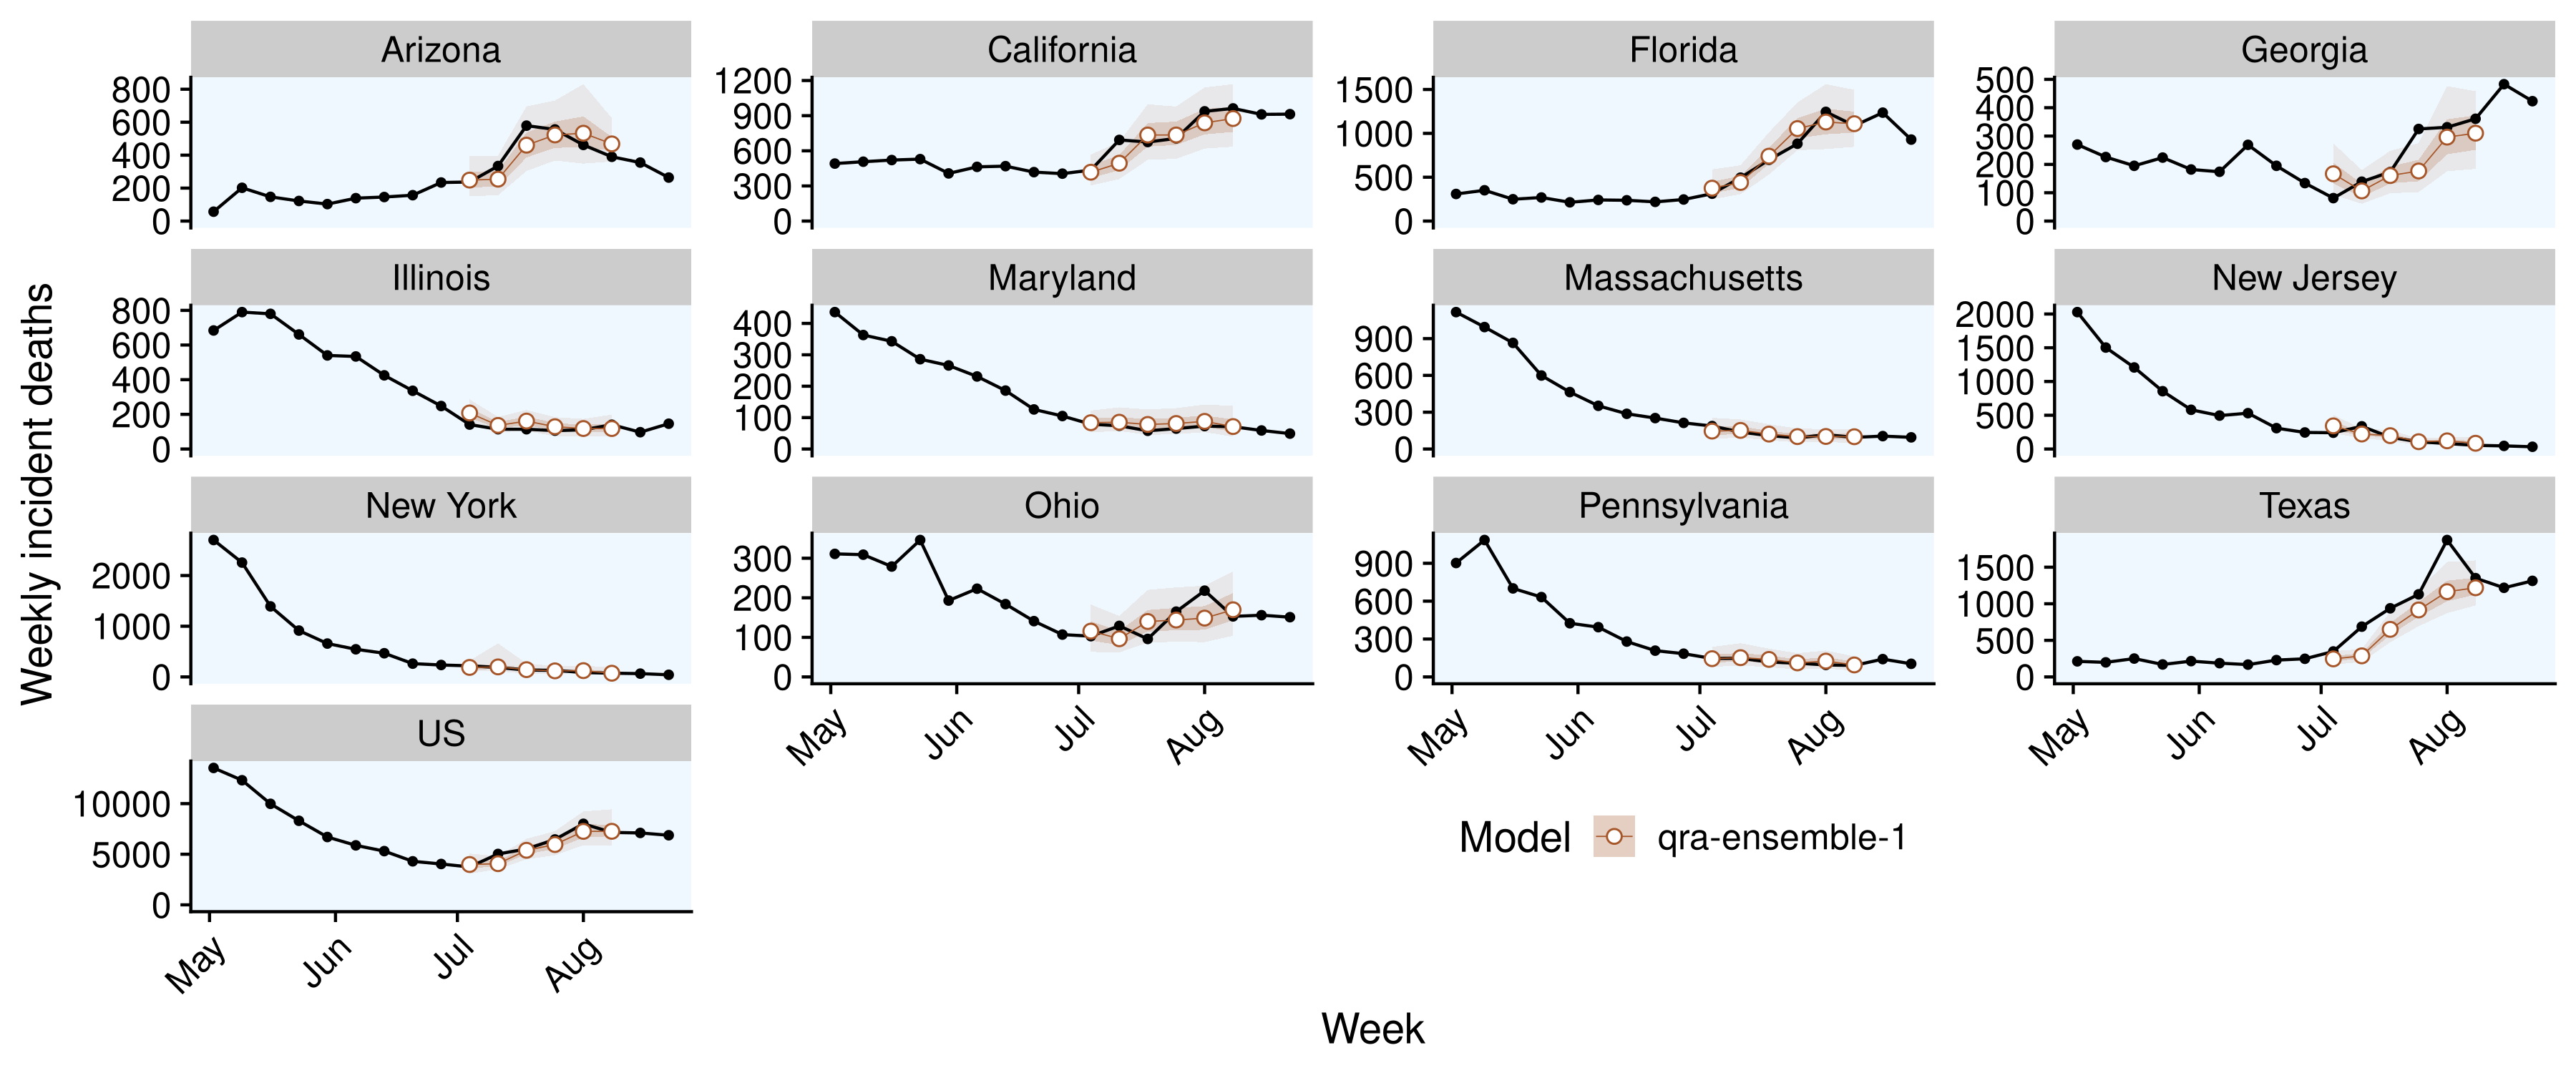 Weekly incident deaths
Arizona
800
600
400
200
0
California
1200
900
600
300
0
Florida
1500
1000
500
0
Georgia
500
400
300
200
100
0
Illinois
800
600
400
200
0
Maryland
400
300
200
100
0
Massachusetts
900
600
300
0
New Jersey
2000
1500
1000
500
0
New York
2000
1000
0
Ohio
300
200
100
0
May Jun Jul Aug
Pennsylvania
900
600
300
0
May Jun Jul Aug
Texas
1500
1000
500
0
May Jun Jul Aug
US
10000
5000
0
May Jun Jul Aug
Model qra-ensemble-1
Week